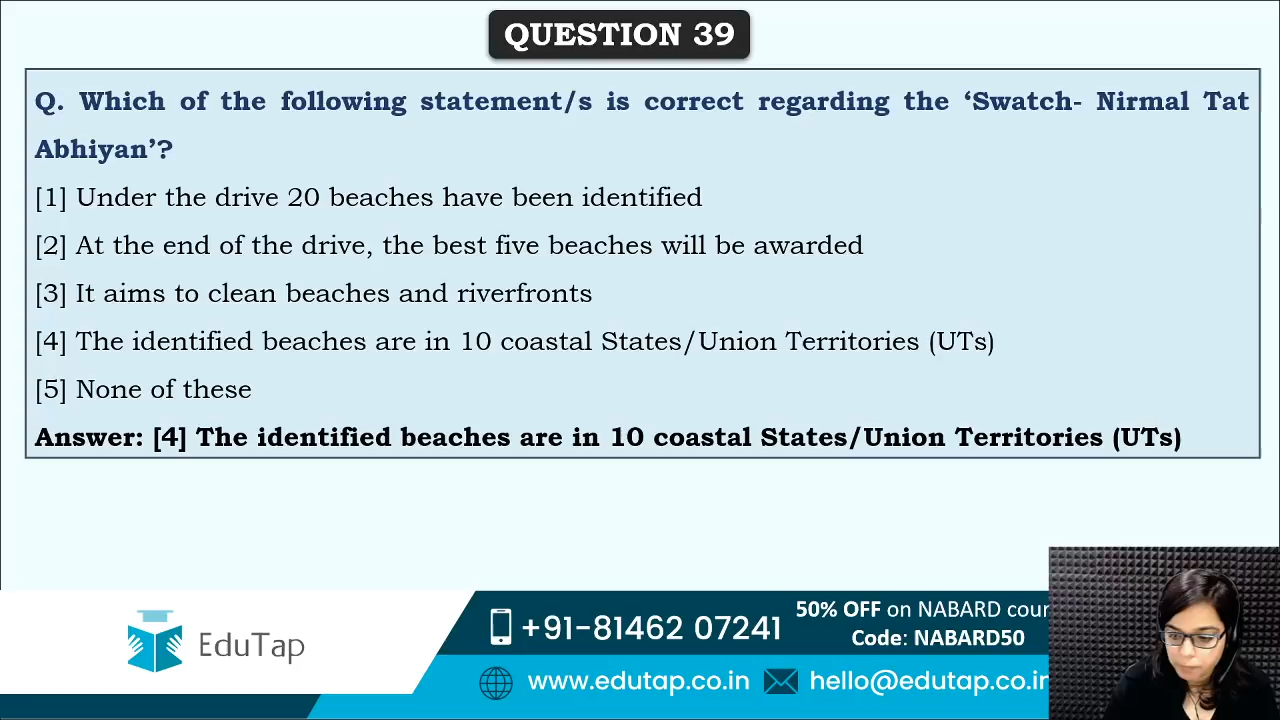 QUESTION 39
Q. Which of the following statement/s is correct regarding the ‘Swatch- Nirmal Tat
Abhiyan’?
[1] Under the drive 20 beaches have been identified
[2] At the end of the drive, the best five beaches will be awarded
[3] It aims to clean beaches and riverfronts
[4] The identified beaches are in 10 coastal States/Union Territories (UTs)
[5] None of these
Answer: [4] The identified beaches are in 10 coastal States/Union Territories (UTs)
EduTap
+91-81462 07241
50% OFF on NABARD cour
Code: NABARD50
www.edutap.co.in
hello@edutap.co.in